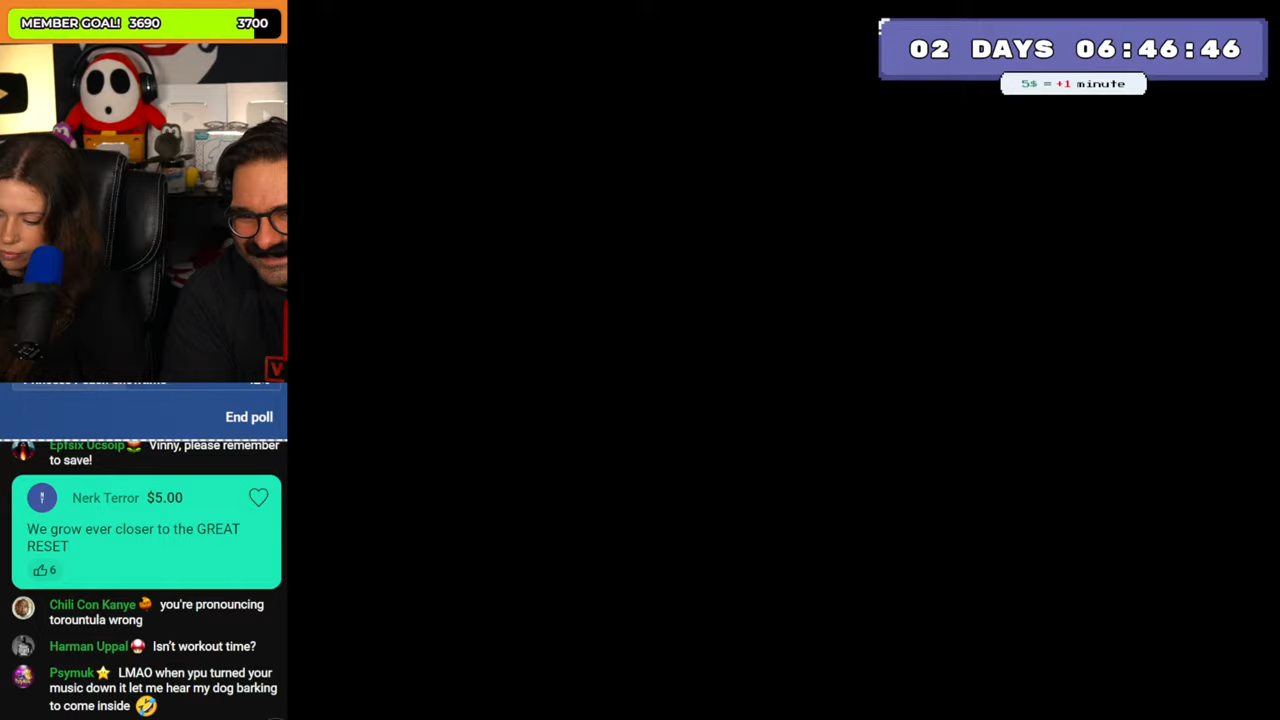 MEMBER GOAL! 3690 3700
02 DAYS 06:46:46
5$ = +1 minute
V
End poll
Epfsix Ucsoip Vinny, please remember
to save!
Nerk Terror $5.00
We grow ever closer to the GREAT
RESET
6
Chili Con Kanye you're pronouncing
torountula wrong
Harman Uppal Isn't workout time?
Psymuk LMAO when ypu turned your
music down it let me hear my dog barking
to come inside